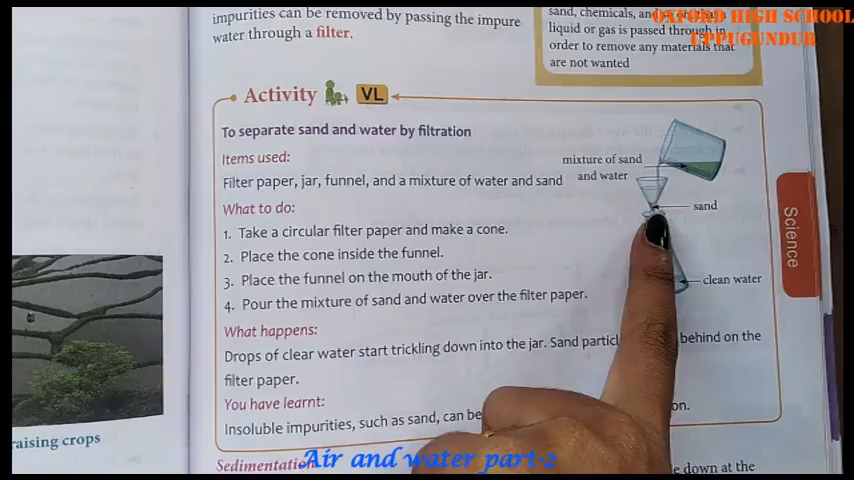 impurities can be removed by passing the impure
water through a filter.
sand, chemicals, and
liquid or gas is passed through in
order to remove any materials that
are not wanted
OXFORD HIGH SCHOOL
UPPUGUNDUR
Activity VL
To separate sand and water by filtration
Items used:
Filter paper, jar, funnel, and a mixture of water and sand
What to do:
1. Take a circular filter paper and make a cone.
2. Place the cone inside the funnel.
3. Place the funnel on the mouth of the jar.
4. Pour the mixture of sand and water over the filter paper.
What happens:
Drops of clear water start trickling down into the jar. Sand behind on the
filter paper.
You have learnt:
Insoluble impurities, such as sand, can be
mixture of sand
and water
sand
clean water
Science
raising crops
Sedimentation
down at the
Air and water part-2